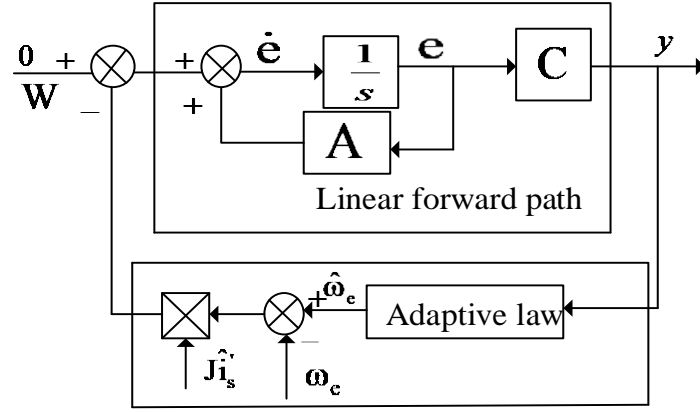 0 + + ė 1/s e C y
W − +
A
Linear forward path
+ ω̂e Adaptive law
−
Jî's ωe